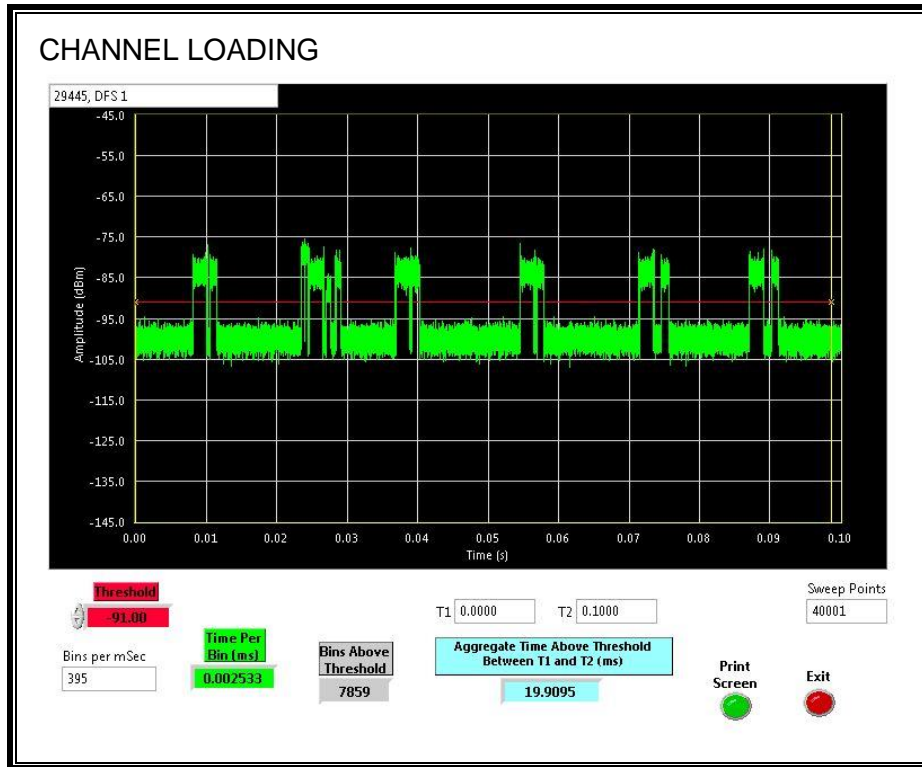 CHANNEL LOADING
29445, DFS 1
-45.0
-55.0
-65.0
-75.0
-85.0
-95.0
-105.0
-115.0
-125.0
-135.0
-145.0
Amplitude (dBm)
0.00 0.01 0.02 0.03 0.04 0.05 0.06 0.07 0.08 0.09 0.10
Time (s)
Threshold
-91.00
T1 0.0000 T2 0.1000
Sweep Points
40001
Bins per mSec
395
Time Per
Bin (ms)
0.002533
Bins Above
Threshold
7859
Aggregate Time Above Threshold
Between T1 and T2 (ms)
19.9095
Print
Screen
Exit